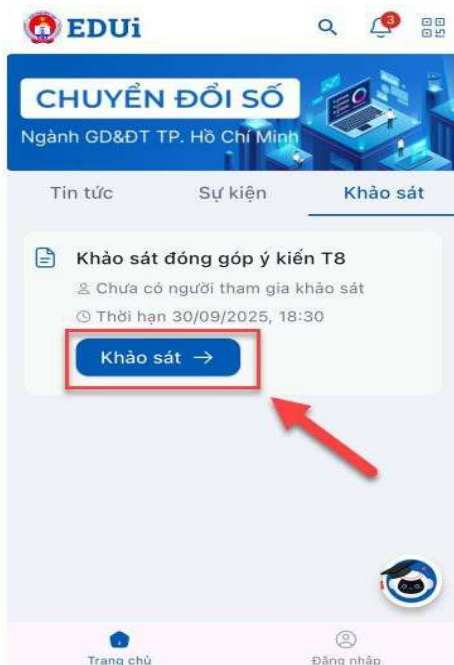 EDUi
3
CHUYỂN ĐỔI SỐ
Ngành GD&ĐT TP. Hồ Chí Minh
Tin tức
Sự kiện
Khảo sát
Khảo sát đóng góp ý kiến T8
Chưa có người tham gia khảo sát
Thời hạn 30/09/2025, 18:30
Khảo sát →
Trang chủ
Đăng nhập